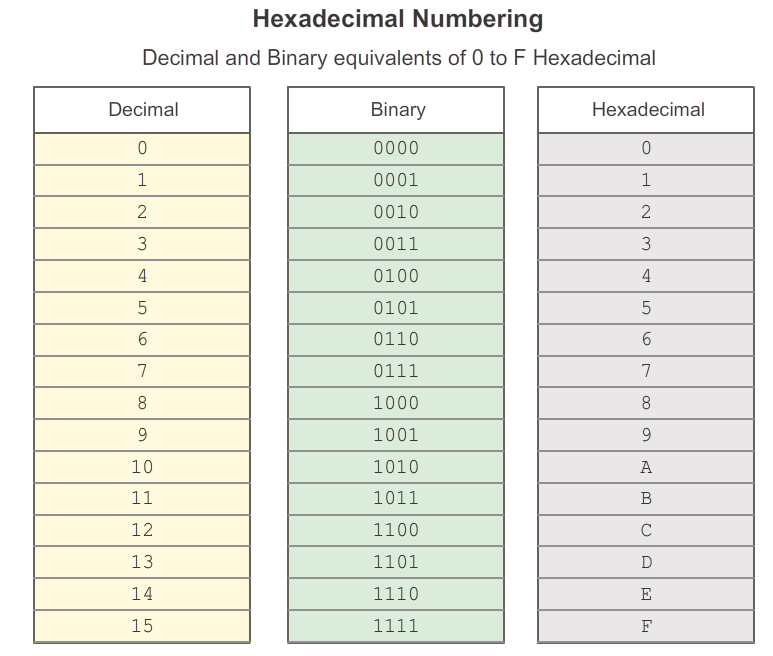 Hexadecimal Numbering
Decimal and Binary equivalents of 0 to F Hexadecimal
Decimal Binary Hexadecimal
0 0000 0
1 0001 1
2 0010 2
3 0011 3
4 0100 4
5 0101 5
6 0110 6
7 0111 7
8 1000 8
9 1001 9
10 1010 A
11 1011 B
12 1100 C
13 1101 D
14 1110 E
15 1111 F